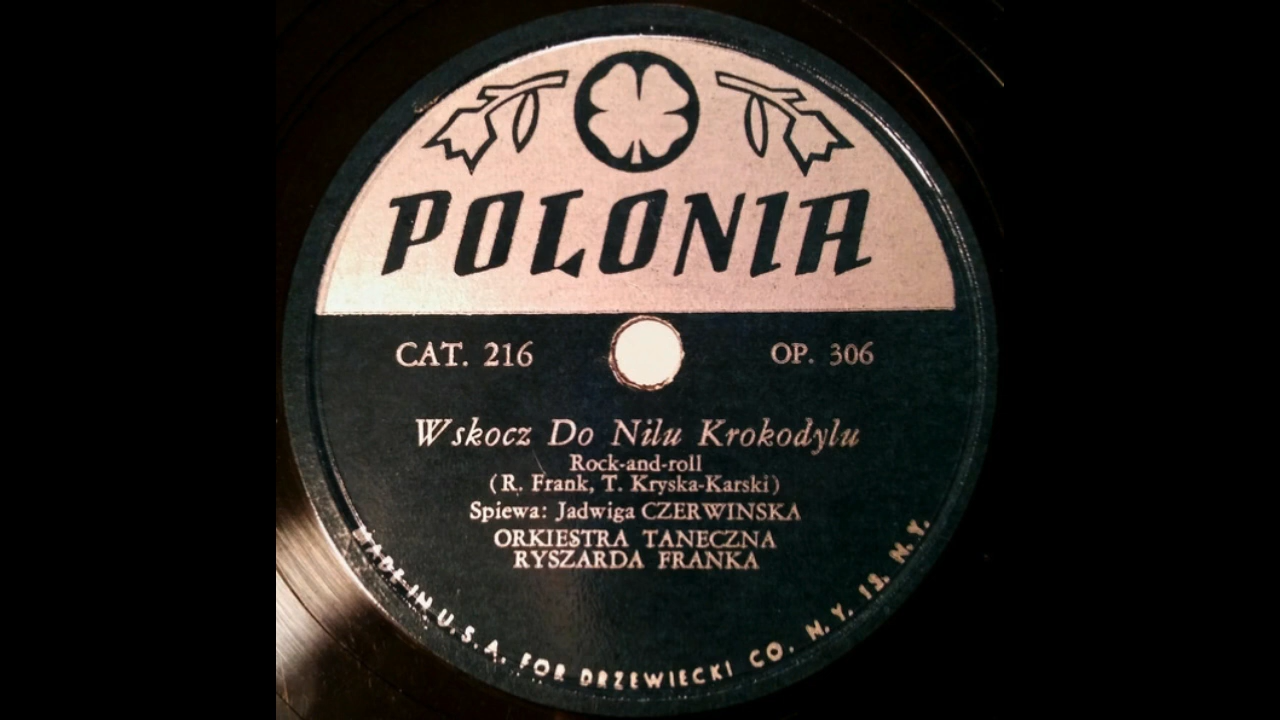 POLONIA
CAT. 216 OP. 306
Wskocz Do Nilu Krokodylu
Rock-and-roll
(R. Frank, T. Kryska-Karski)
Spiewa: Jadwiga CZERWINSKA
ORKIESTRA TANECZNA
RYSZARDA FRANKA
MADE IN U.S.A. FOR DRZEWIECKI CO. N.Y. 13. N.Y.